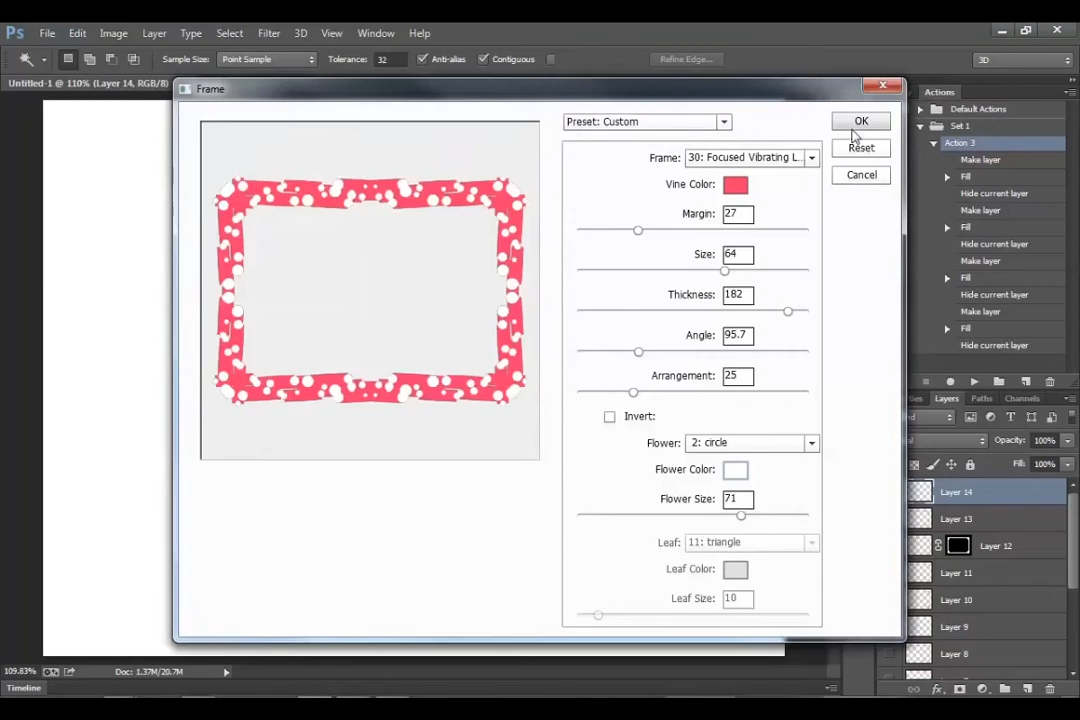 Ps File Edit Image Layer Type Select Filter 3D View Window Help
Sample Size: Point Sample Tolerance: 32 Anti-alias Contiguous Refine Edge... 3D
Untitled-1 @ 110% (Layer 14, RGB/8)
Frame
Preset: Custom
OK
Reset
Cancel
Frame: 30: Focused Vibrating L...
Vine Color:
Margin: 27
Size: 64
Thickness: 182
Angle: 95.7
Arrangement: 25
Invert:
Flower: 2: circle
Flower Color:
Flower Size: 71
Leaf: 11: triangle
Leaf Color:
Leaf Size: 10
Actions
Default Actions
Set 1
Action 3
Make layer
Fill
Hide current layer
Make layer
Fill
Hide current layer
Make layer
Fill
Hide current layer
Make layer
Fill
Hide current layer
Layers Paths Channels
Opacity: 100%
Fill: 100%
Layer 14
Layer 13
Layer 12
Layer 11
Layer 10
Layer 9
Layer 8
109.83% Doc: 1.37M/20.7M
Timeline